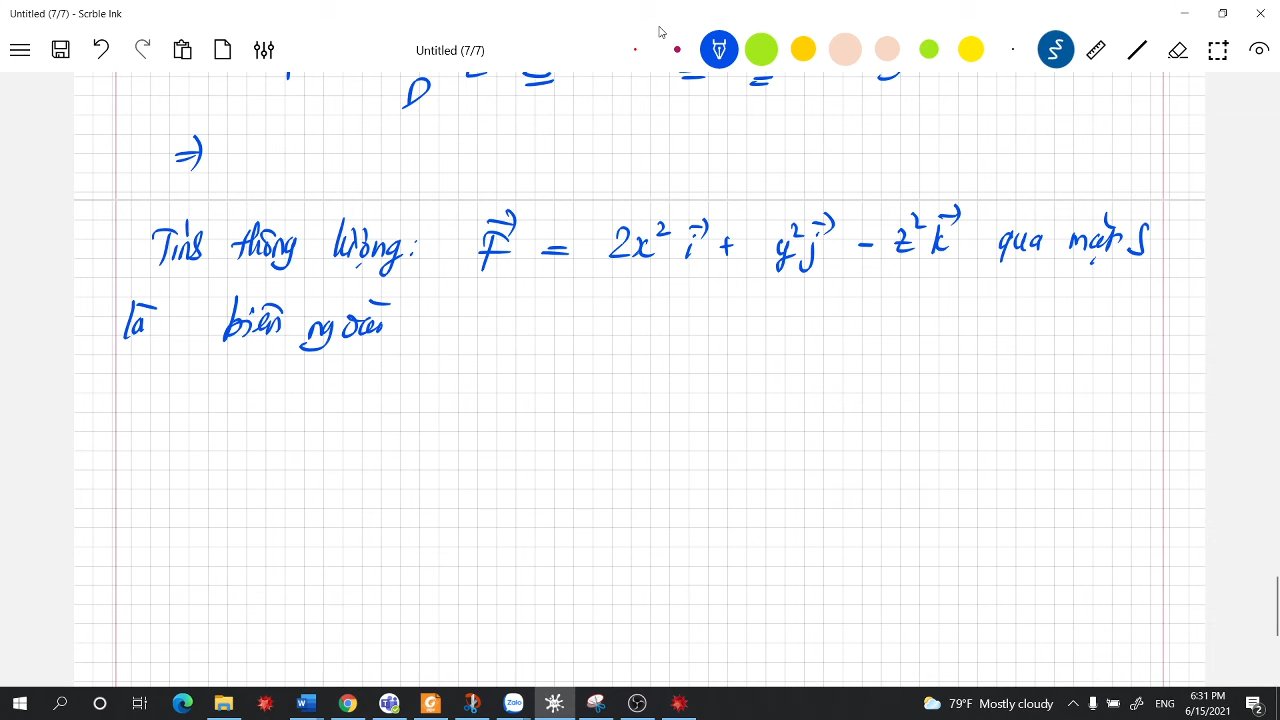 Untitled (7/7) - Scrble Ink
Untitled (7/7)
⇒
Tính thông lượng: F⃗ = 2x² i⃗ + y² j⃗ - z² k⃗ qua mặt S
là biên ngoài
79°F Mostly cloudy
ENG
6:31 PM
6/15/2021
2